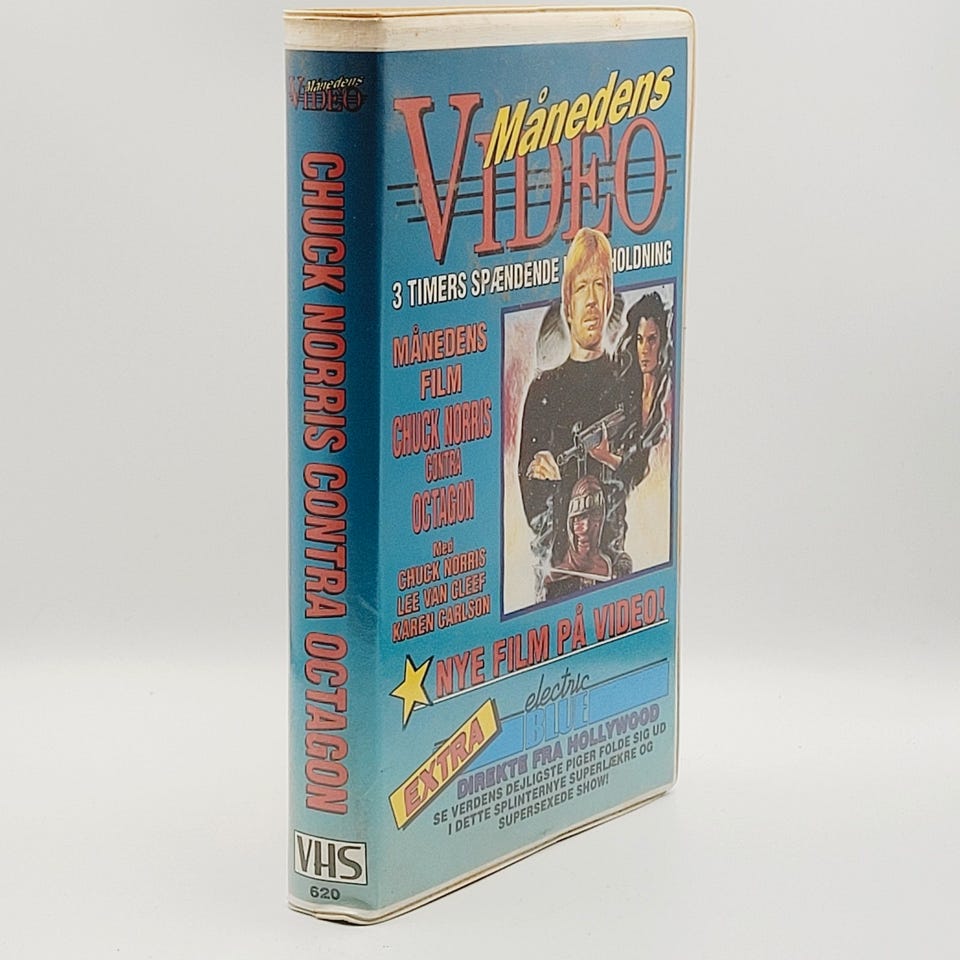 Månedens
VIDEO
CHUCK NORRIS CONTRA OCTAGON
VHS
620
Månedens
VIDEO
3 TIMERS SPÆNDENDE HOLDNING
MÅNEDENS
FILM
CHUCK NORRIS
CONTRA
OCTAGON
Med
CHUCK NORRIS
LEE VAN CLEEF
KAREN CARLSON
NYE FILM PÅ VIDEO!
EXTRA
electric
BLUE
DIREKTE FRA HOLLYWOOD
SE VERDENS DEJLIGSTE PIGER FOLDE SIG UD
I DETTE SPLINTERNYE SUPERLÆKRE OG
SUPERSEXEDE SHOW!